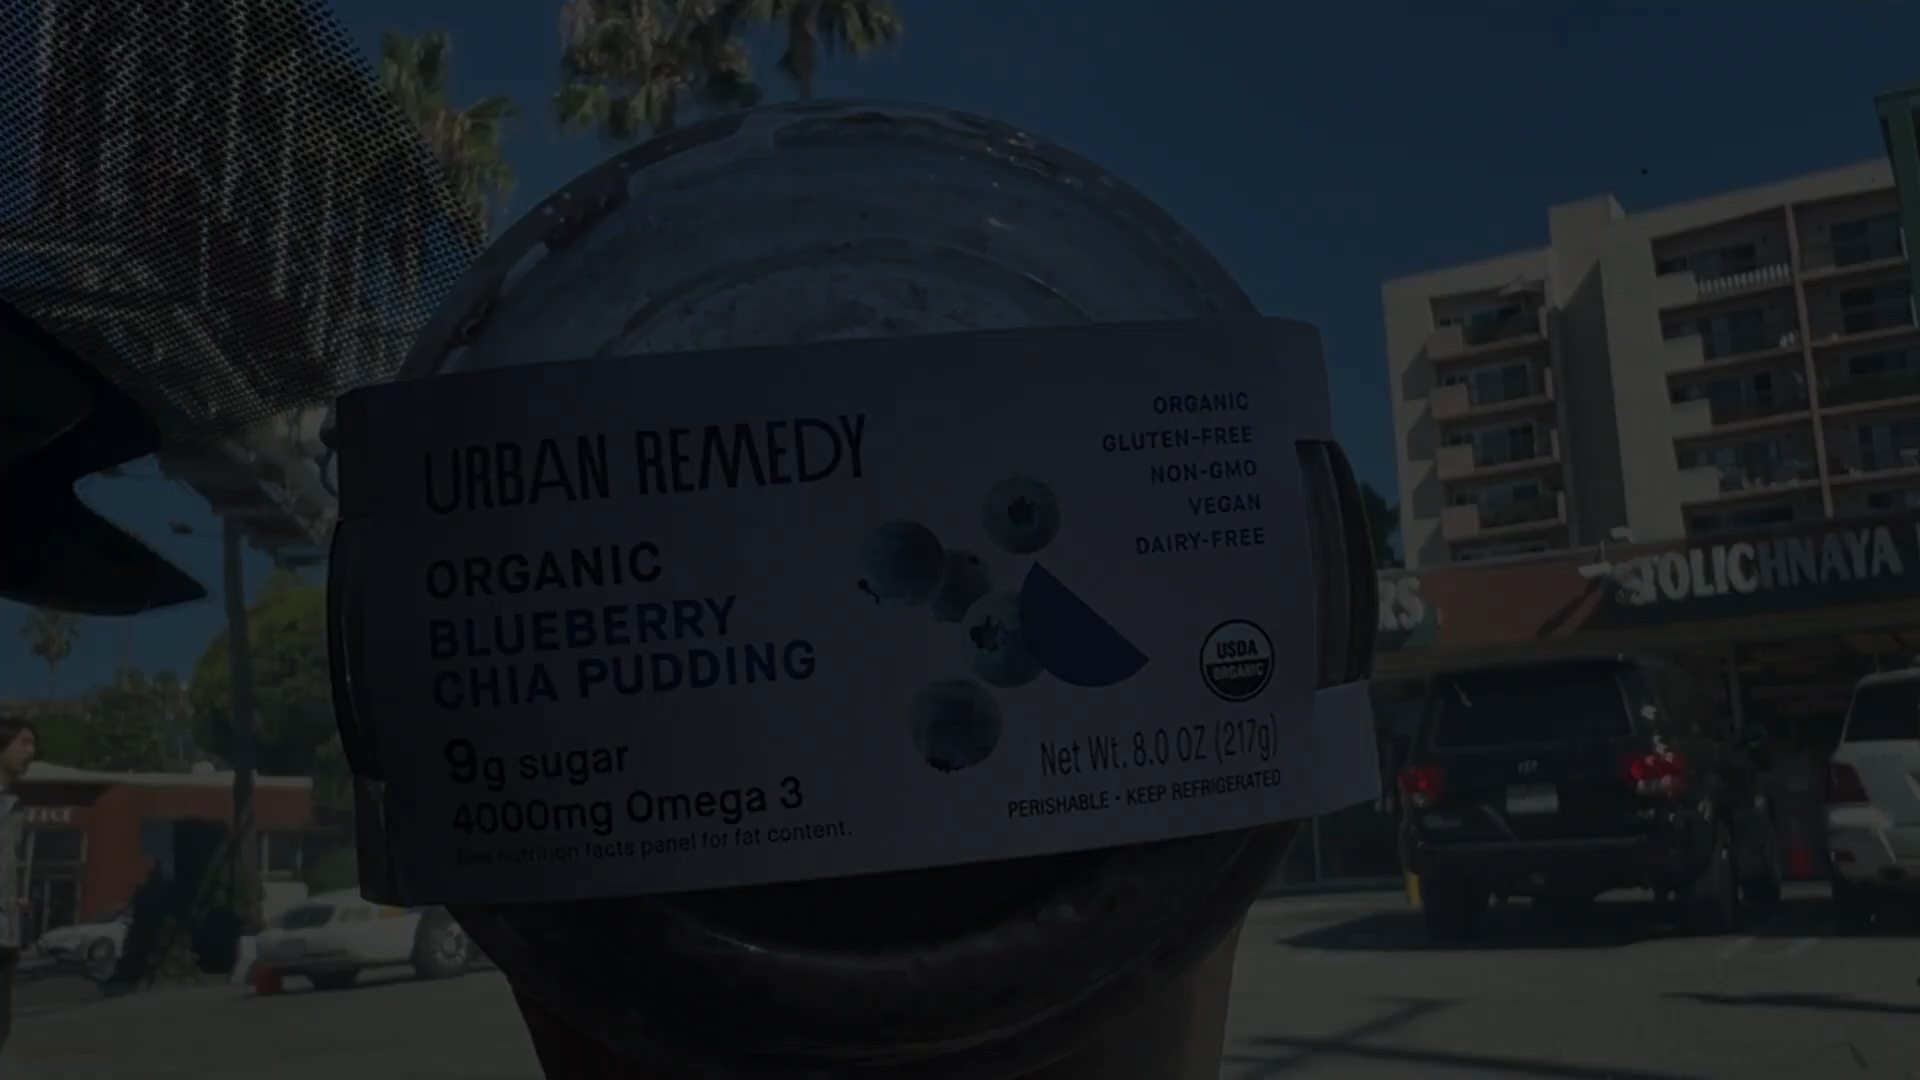 URBAN REMEDY
ORGANIC
BLUEBERRY
CHIA PUDDING
9g sugar
4000mg Omega 3
See nutrition facts panel for fat content.
ORGANIC
GLUTEN-FREE
NON-GMO
VEGAN
DAIRY-FREE
USDA
ORGANIC
Net Wt. 8.0 OZ (217g)
PERISHABLE • KEEP REFRIGERATED
STOLICHNAYA